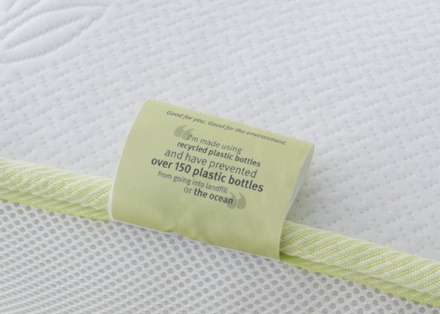 Good for you. Good for the environment.
“I'm made using
recycled plastic bottles
and have prevented
over 150 plastic bottles
from going into landfill
or the ocean”